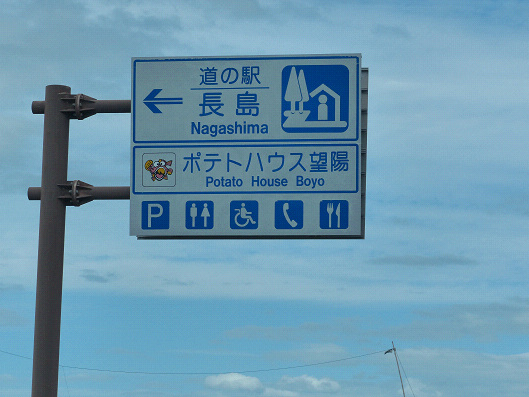 道の駅
長島
Nagashima
ポテトハウス望陽
Potato House Boyo
P